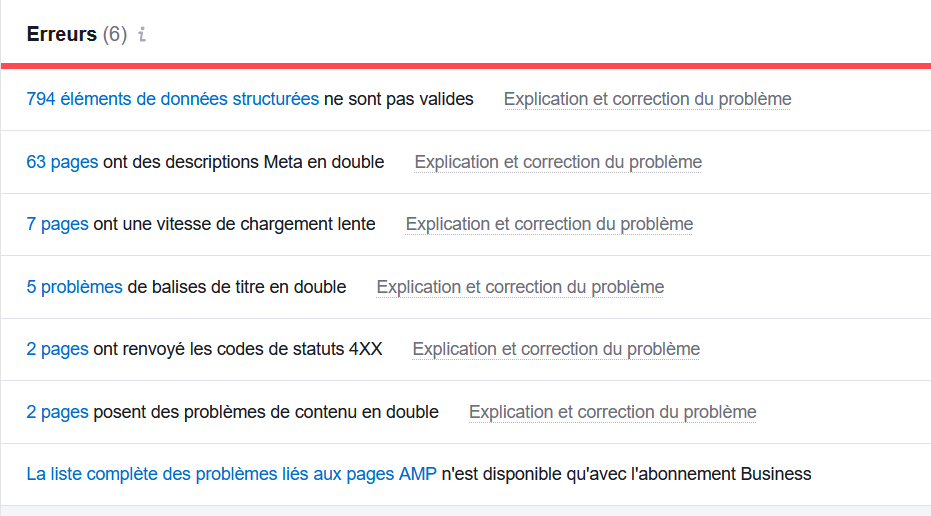 Erreurs (6) i
794 éléments de données structurées ne sont pas valides Explication et correction du problème
63 pages ont des descriptions Meta en double Explication et correction du problème
7 pages ont une vitesse de chargement lente Explication et correction du problème
5 problèmes de balises de titre en double Explication et correction du problème
2 pages ont renvoyé les codes de statuts 4XX Explication et correction du problème
2 pages posent des problèmes de contenu en double Explication et correction du problème
La liste complète des problèmes liés aux pages AMP n'est disponible qu'avec l'abonnement Business